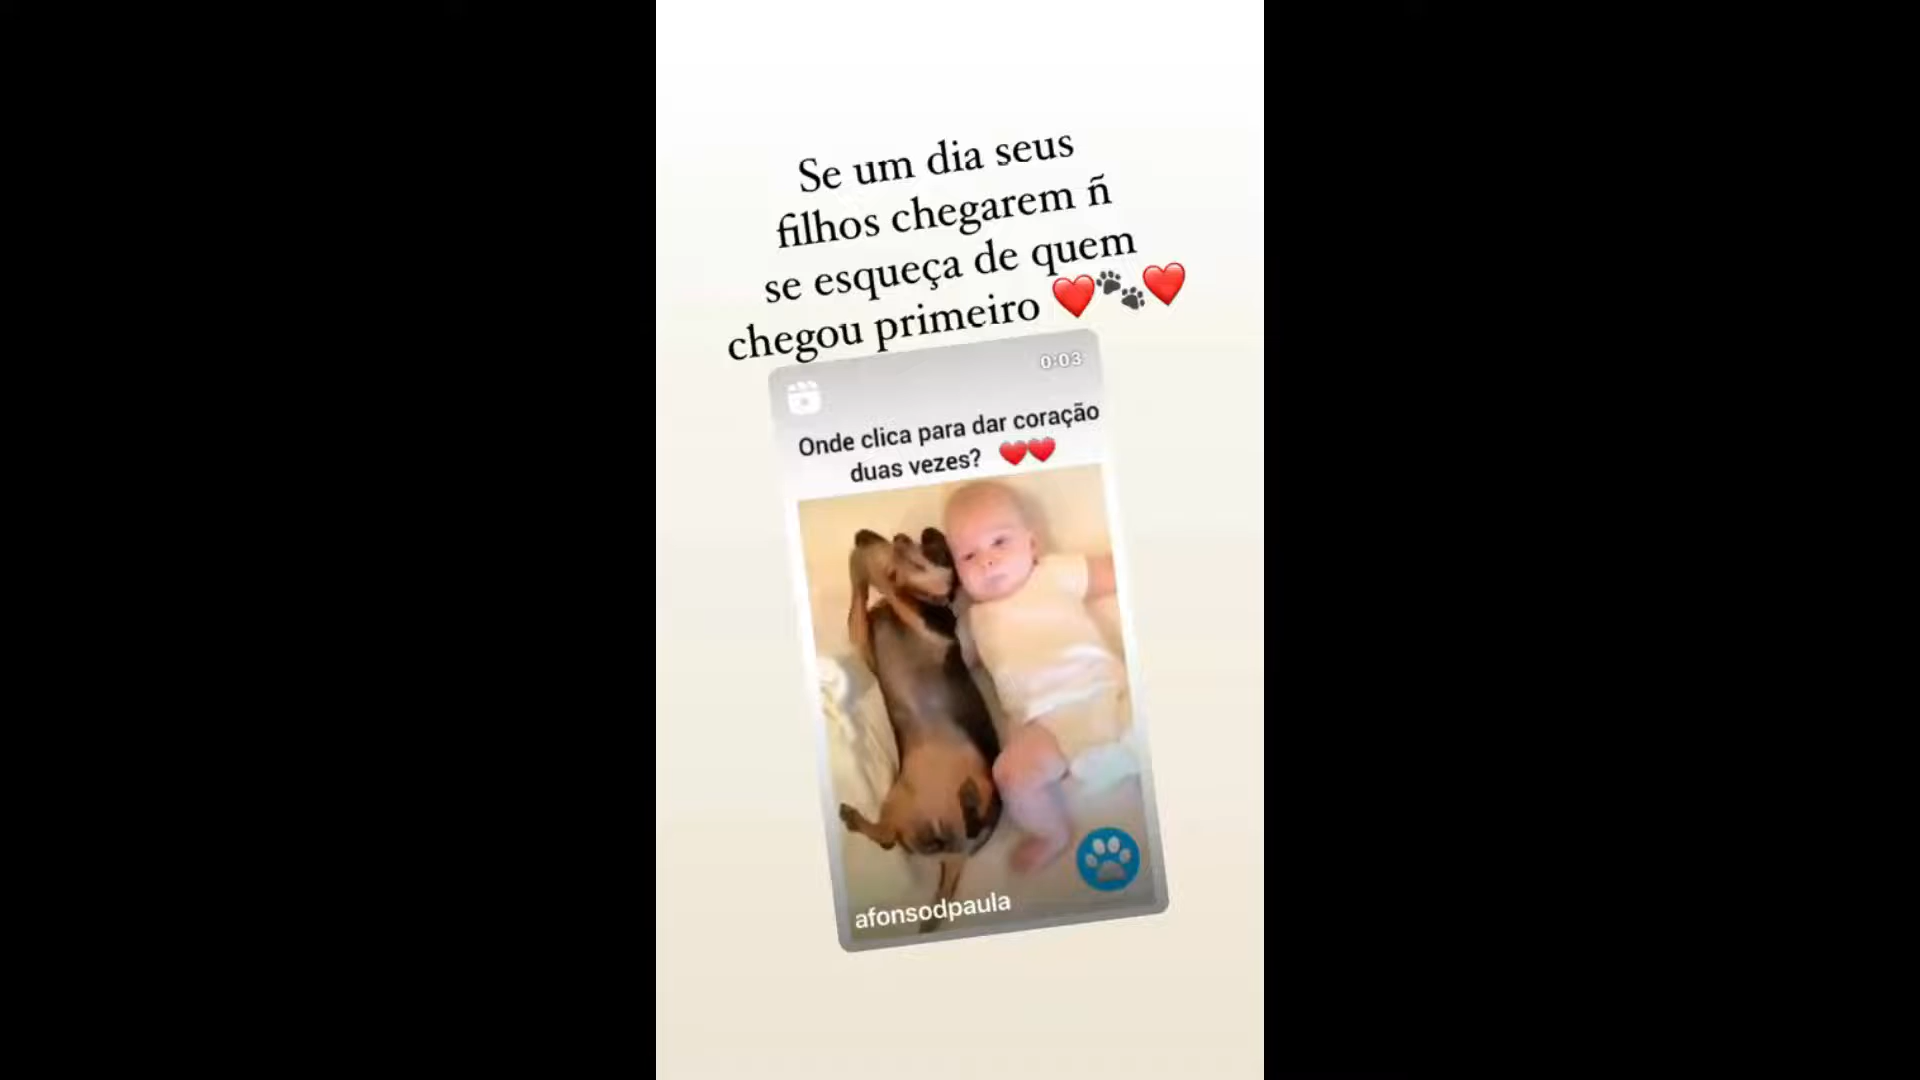 Se um dia seus
filhos chegarem ñ
se esqueça de quem
chegou primeiro ❤️🐾❤️
0:03
Onde clica para dar coração
duas vezes? ❤️❤️
afonsodpaula